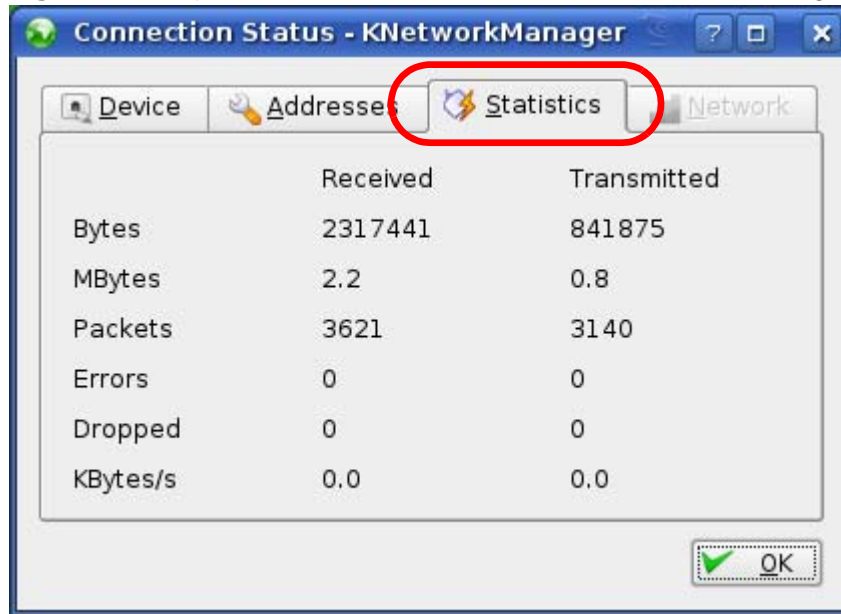 Connection Status - KNetworkManager
Device Addresses Statistics Network
Received Transmitted
Bytes 2317441 841875
MBytes 2.2 0.8
Packets 3621 3140
Errors 0 0
Dropped 0 0
KBytes/s 0.0 0.0
OK